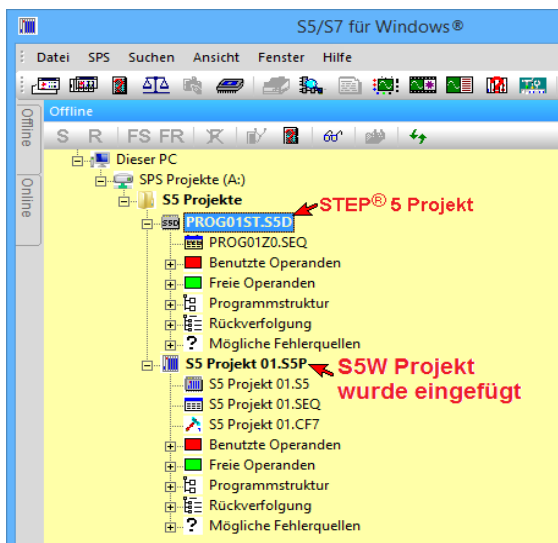 S5/S7 für Windows®
Datei SPS Suchen Ansicht Fenster Hilfe
Offline
Offline
Online
S R FS FR
Dieser PC
SPS Projekte (A:)
S5 Projekte
STEP® 5 Projekt
PROG01ST.S5D
PROG01Z0.SEQ
Benutzte Operanden
Freie Operanden
Programmstruktur
Rückverfolgung
? Mögliche Fehlerquellen
S5 Projekt 01.S5P
S5W Projekt
wurde eingefügt
S5 Projekt 01.S5
S5 Projekt 01.SEQ
S5 Projekt 01.CF7
Benutzte Operanden
Freie Operanden
Programmstruktur
Rückverfolgung
? Mögliche Fehlerquellen